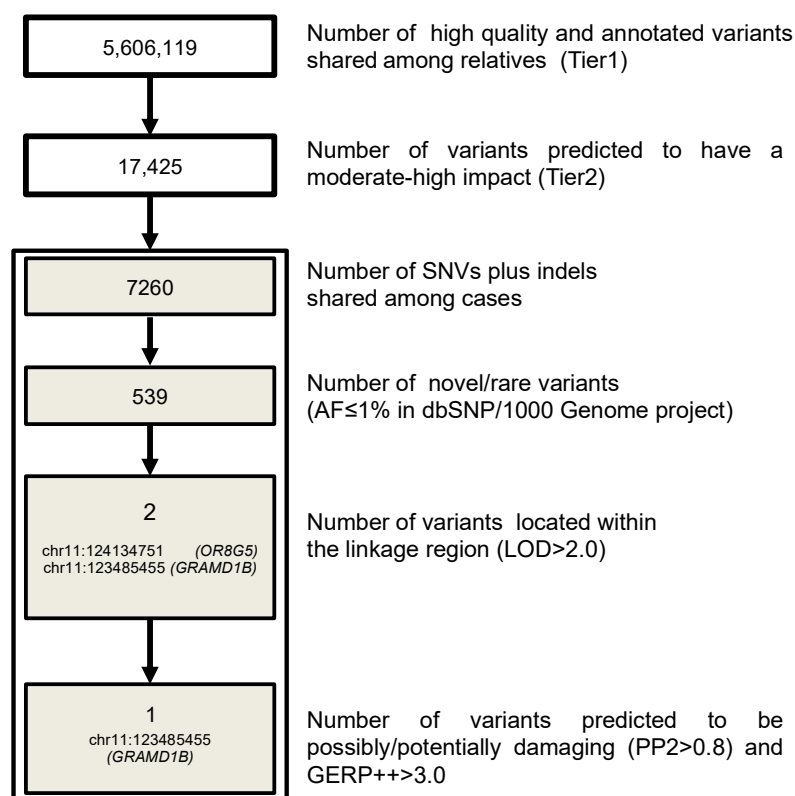 5,606,119
Number of high quality and annotated variants
shared among relatives (Tier1)
17,425
Number of variants predicted to have a
moderate-high impact (Tier2)
7260
Number of SNVs plus indels
shared among cases
539
Number of novel/rare variants
(AF≤1% in dbSNP/1000 Genome project)
2
chr11:124134751 (OR8G5)
chr11:123485455 (GRAMD1B)
Number of variants located within
the linkage region (LOD>2.0)
1
chr11:123485455
(GRAMD1B)
Number of variants predicted to be
possibly/potentially damaging (PP2>0.8) and
GERP++>3.0